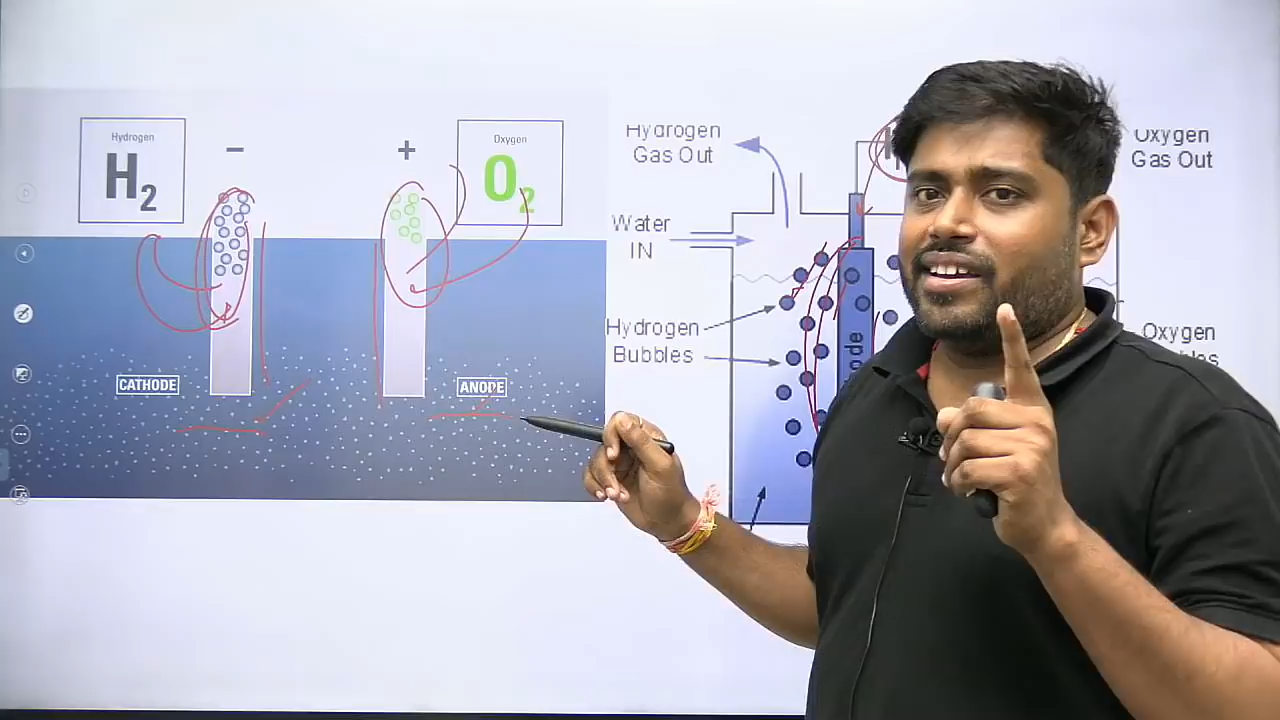 Hydrogen
H2
−
+
Oxygen
O2
CATHODE
ANODE
Hydrogen
Gas Out
Oxygen
Gas Out
Water
IN
Hydrogen
Bubbles
Oxygen